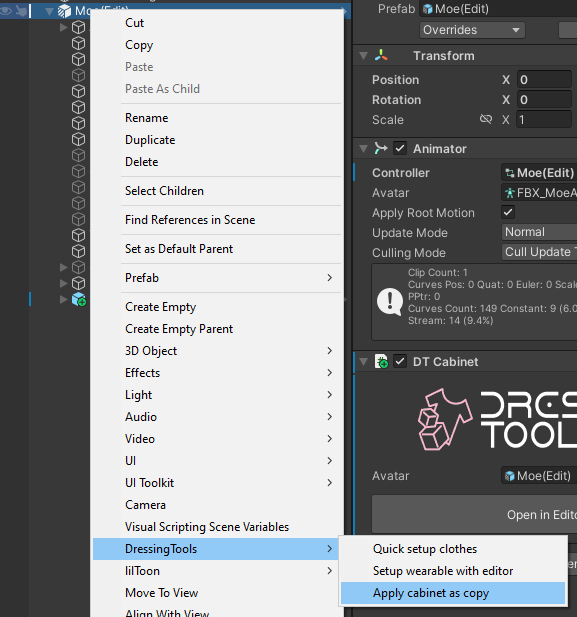 Moe(Edit)
Cut
Copy
Paste
Paste As Child
Rename
Duplicate
Delete
Select Children
Find References in Scene
Set as Default Parent
Prefab
Create Empty
Create Empty Parent
3D Object
Effects
Light
Audio
Video
UI
UI Toolkit
Camera
Visual Scripting Scene Variables
DressingTools
lilToon
Move To View
Align With View
Quick setup clothes
Setup wearable with editor
Apply cabinet as copy
Prefab Moe(Edit)
Overrides
Transform
Position X 0
Rotation X 0
Scale X 1
Animator
Controller Moe(Edit)
Avatar FBX_MoeA
Apply Root Motion
Update Mode Normal
Culling Mode Cull Update T
Clip Count: 1
Curves Pos: 0 Quat: 0 Euler: 0 Scale
PPtr: 0
Curves Count: 149 Constant: 9 (6.0
Stream: 14 (9.4%)
DT Cabinet
DRES
TOOL
Avatar Moe(Edit)
Open in Edito